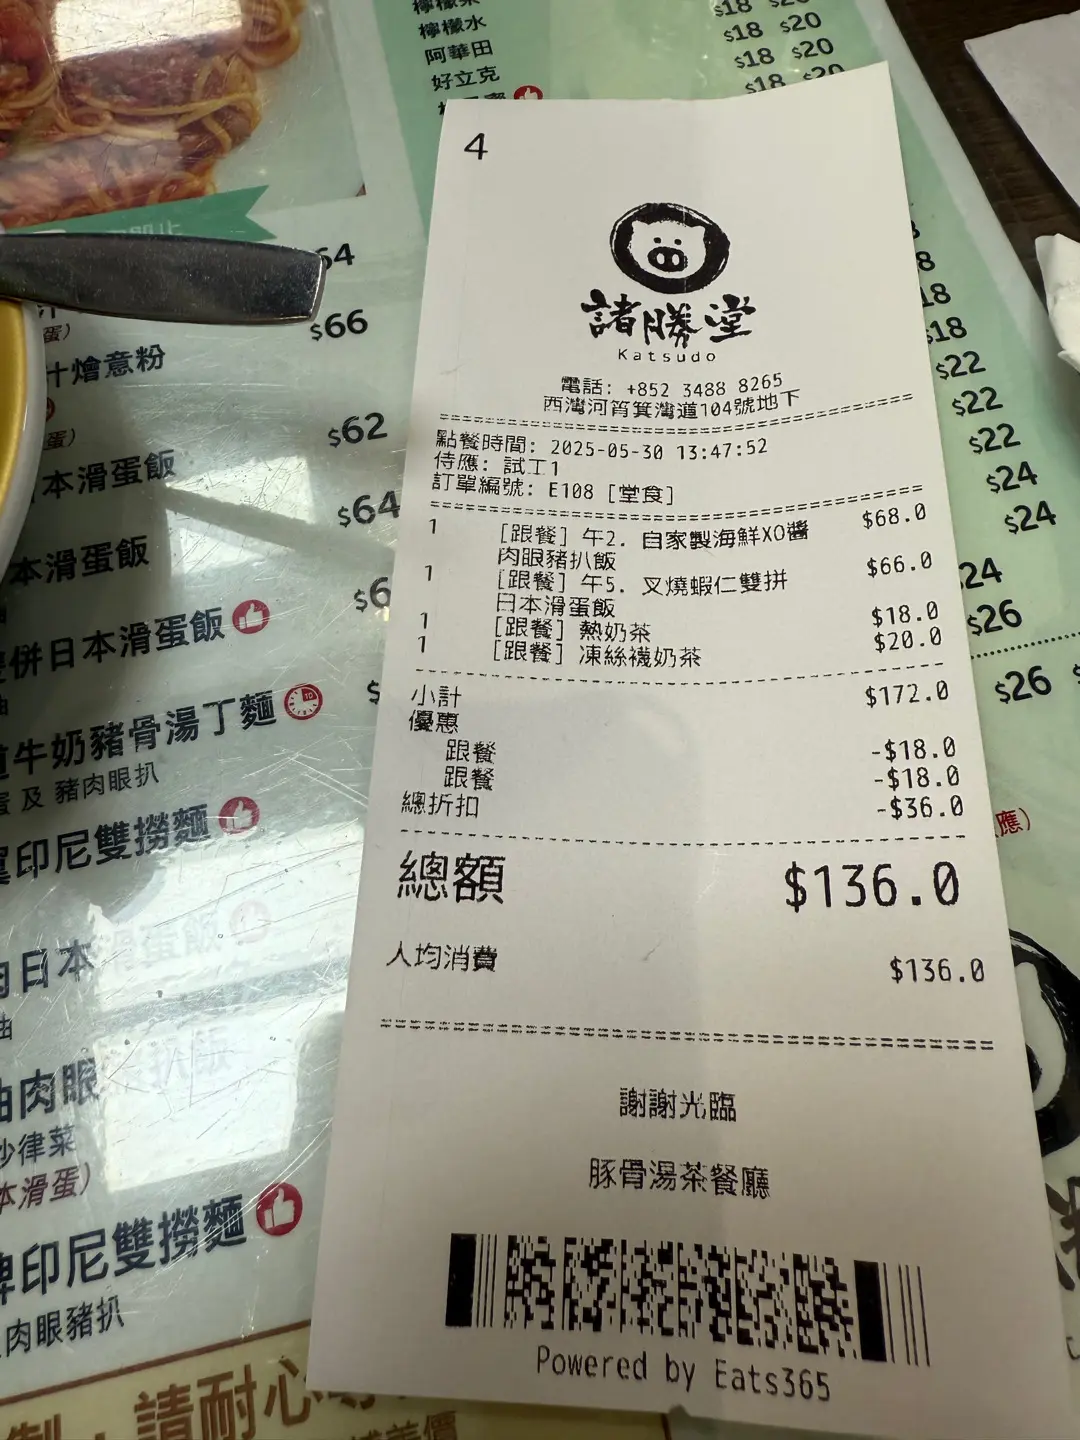 檸檬水 $18 $20
阿華田 $18 $20
好立克 $18 $20
$66
汁燴意粉
$62
本滑蛋飯
$64
本滑蛋飯
併日本滑蛋飯
牛奶豬骨湯丁麵
蛋 及 豬肉眼扒
印尼雙撈麵
肉日本
油肉眼
沙律菜
本滑蛋)
印尼雙撈麵
肉眼豬扒
請耐心
4
諸勝堂
Katsudo
電話: +852 3488 8265
西灣河筲箕灣道104號地下
點餐時間: 2025-05-30 13:47:52
侍應: 試工1
訂單編號: E108 [堂食]
1 [跟餐] 午2. 自家製海鮮XO醬 $68.0
肉眼豬扒飯
1 [跟餐] 午5. 叉燒蝦仁雙拼 $66.0
日本滑蛋飯
1 [跟餐] 熱奶茶 $18.0
1 [跟餐] 凍絲襪奶茶 $20.0
小計 $172.0
優惠
跟餐 -$18.0
跟餐 -$18.0
總折扣 -$36.0
總額 $136.0
人均消費 $136.0
謝謝光臨
豚骨湯茶餐廳
Powered by Eats365
$22
$22
$22
$24
$24
$26
$26